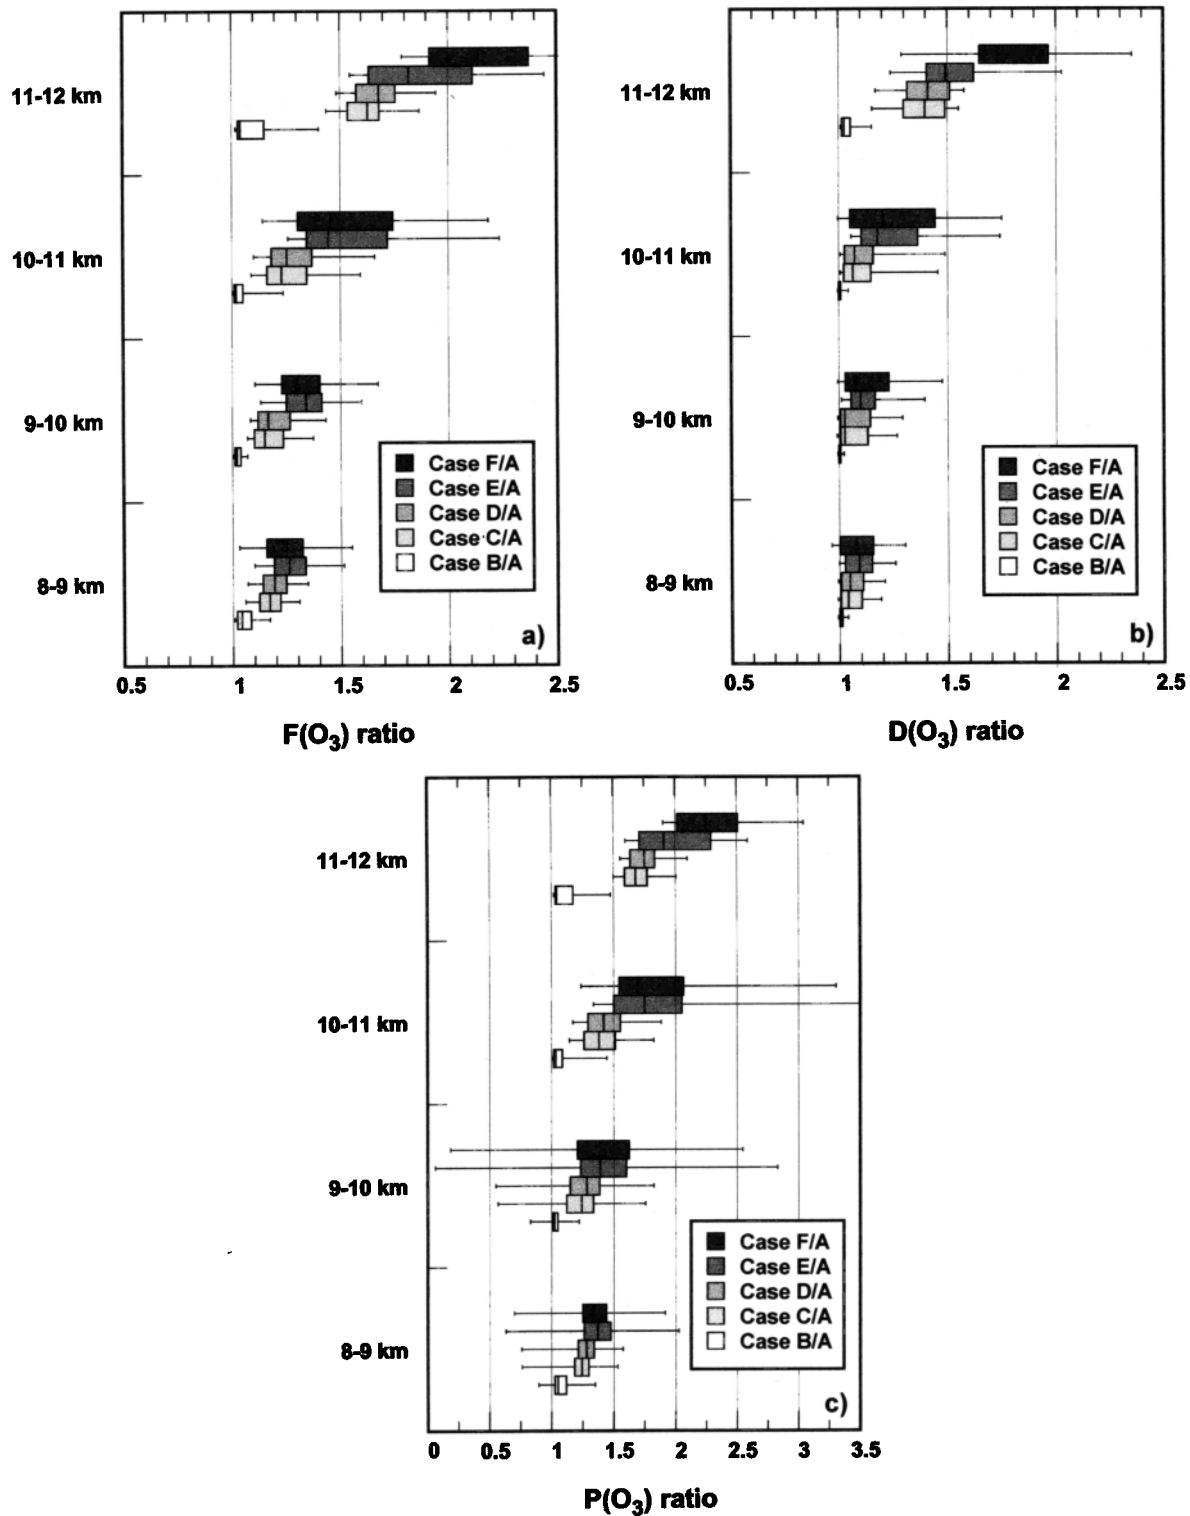 11-12 km
10-11 km
9-10 km
8-9 km
Case F/A
Case E/A
Case D/A
Case C/A
Case B/A
a)
0.5 1 1.5 2 2.5
F(O3) ratio
11-12 km
10-11 km
9-10 km
8-9 km
Case F/A
Case E/A
Case D/A
Case C/A
Case B/A
b)
0.5 1 1.5 2 2.5
D(O3) ratio
11-12 km
10-11 km
9-10 km
8-9 km
Case F/A
Case E/A
Case D/A
Case C/A
Case B/A
c)
0 0.5 1 1.5 2 2.5 3 3.5
P(O3) ratio